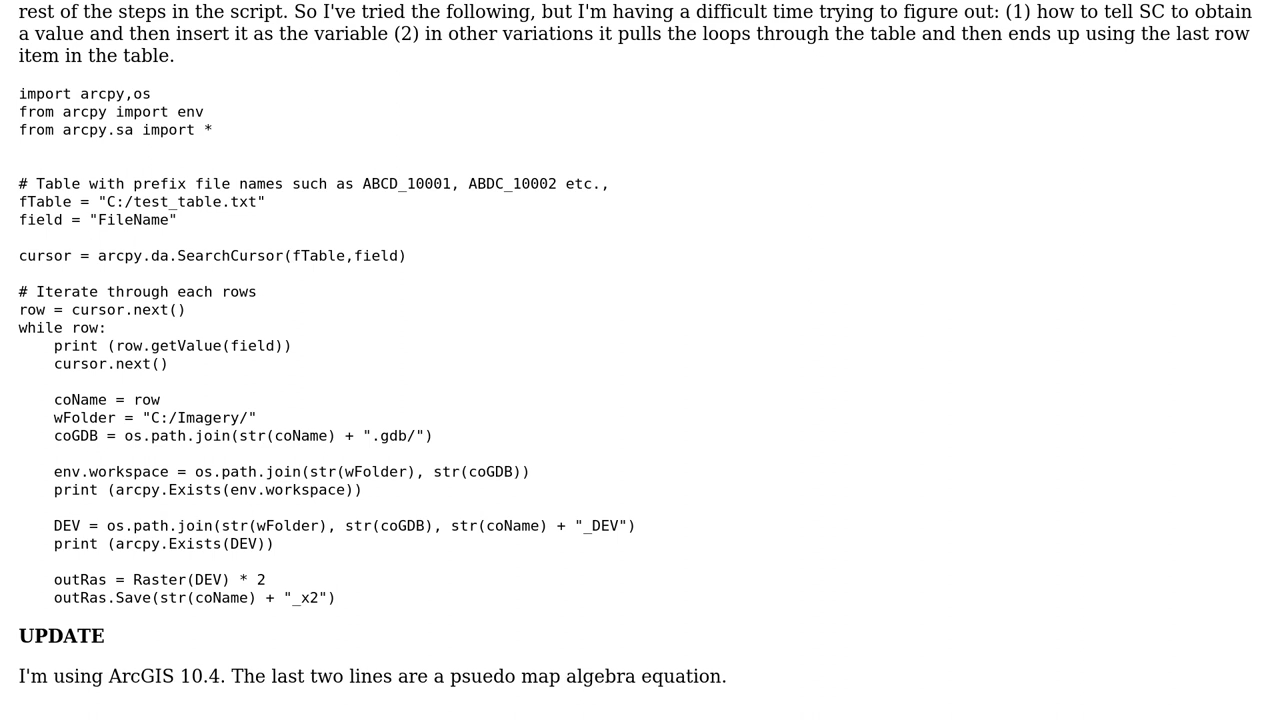 rest of the steps in the script. So I've tried the following, but I'm having a difficult time trying to figure out: (1) how to tell SC to obtain
a value and then insert it as the variable (2) in other variations it pulls the loops through the table and then ends up using the last row
item in the table.
import arcpy,os
from arcpy import env
from arcpy.sa import *
# Table with prefix file names such as ABCD_10001, ABDC_10002 etc.,
fTable = "C:/test_table.txt"
field = "FileName"
cursor = arcpy.da.SearchCursor(fTable,field)
# Iterate through each rows
row = cursor.next()
while row:
    print (row.getValue(field))
    cursor.next()
    coName = row
    wFolder = "C:/Imagery/"
    coGDB = os.path.join(str(coName) + ".gdb/")
    env.workspace = os.path.join(str(wFolder), str(coGDB))
    print (arcpy.Exists(env.workspace))
    DEV = os.path.join(str(wFolder), str(coGDB), str(coName) + "_DEV")
    print (arcpy.Exists(DEV))
    outRas = Raster(DEV) * 2
    outRas.Save(str(coName) + "_x2")
UPDATE
I'm using ArcGIS 10.4. The last two lines are a psuedo map algebra equation.